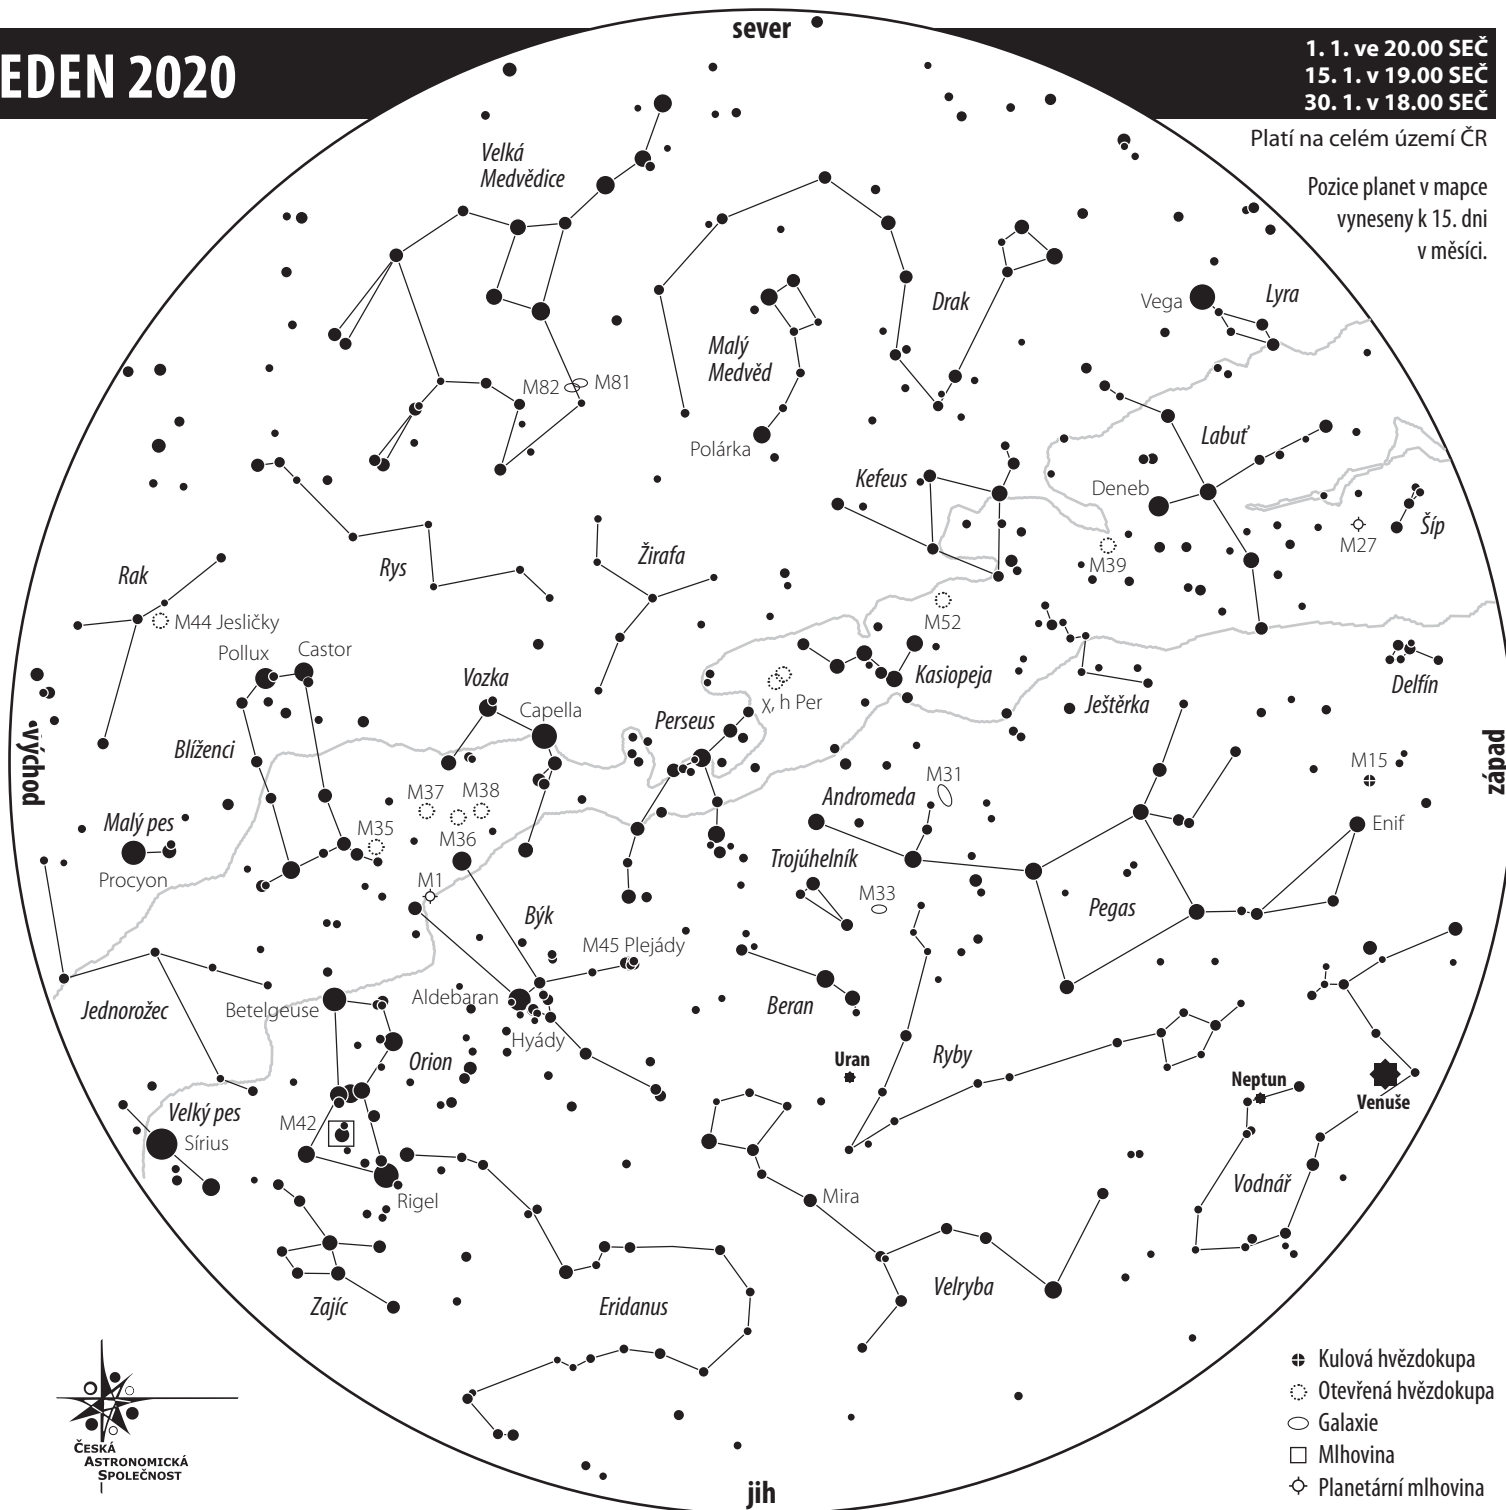 EDEN 2020
sever
1. 1. ve 20.00 SEČ
15. 1. v 19.00 SEČ
30. 1. v 18.00 SEČ
Platí na celém území ČR
Pozice planet v mapce
vyneseny k 15. dni
v měsíci.
Velká
Medvědice
Drak
Vega
Lyra
Malý
Medvěd
M82
M81
Polárka
Labuť
Kefeus
Deneb
Šíp
M27
M39
Žirafa
Rys
Rak
M44 Jesličky
M52
Pollux
Castor
Vozka
Kasiopeja
Delfín
Capella
χ, h Per
Ještěrka
Perseus
východ
Blíženci
západ
M15
M31
Andromeda
M37
M38
M36
M35
Malý pes
Enif
Procyon
Trojúhelník
M1
M33
Pegas
Býk
M45 Plejády
Aldebaran
Beran
Jednorožec
Betelgeuse
Hyády
Orion
Uran
Ryby
Neptun
Venuše
Velký pes
M42
Sírius
Vodnář
Rigel
Mira
Velryba
Zajíc
Eridanus
Kulová hvězdokupa
Otevřená hvězdokupa
Galaxie
Mlhovina
Planetární mlhovina
ČESKÁ
ASTRONOMICKÁ
SPOLEČNOST
jih